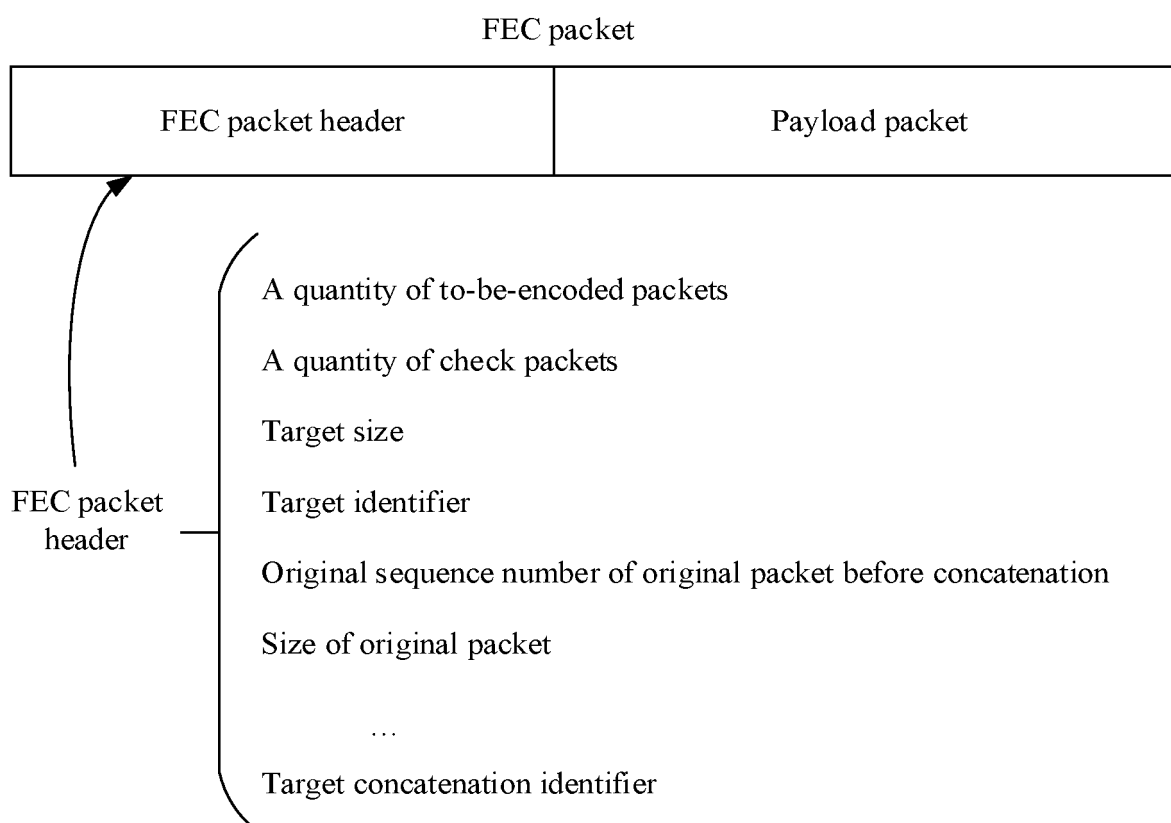 FEC packet
FEC packet header
Payload packet
A quantity of to-be-encoded packets
A quantity of check packets
Target size
Target identifier
FEC packet
header
Original sequence number of original packet before concatenation
Size of original packet
…
Target concatenation identifier